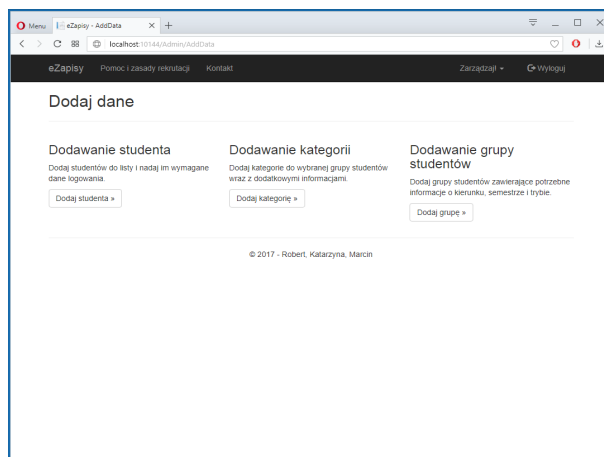 Menu
eZapisy - AddData
localhost:10144/Admin/AddData
eZapisy Pomoc i zasady rekrutacji Kontakt Zarządzaj! Wyloguj
Dodaj dane
Dodawanie studenta
Dodaj studentów do listy i nadaj im wymagane
dane logowania.
Dodaj studenta »
Dodawanie kategorii
Dodaj kategorie do wybranej grupy studentów
wraz z dodatkowymi informacjami.
Dodaj kategorię »
Dodawanie grupy
studentów
Dodaj grupy studentów zawierające potrzebne
informacje o kierunku, semestrze i trybie.
Dodaj grupę »
© 2017 - Robert, Katarzyna, Marcin